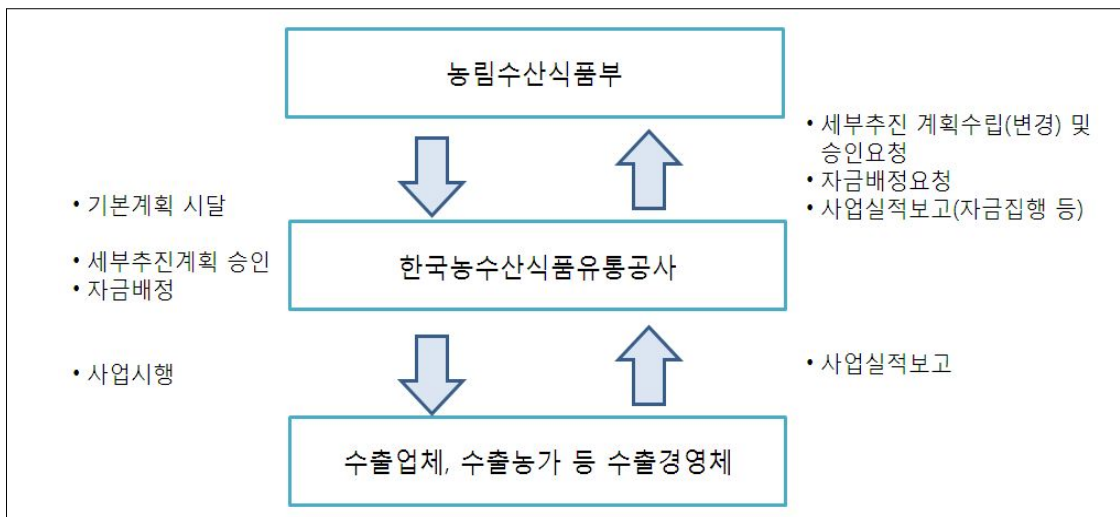 농림수산식품부
• 세부추진 계획수립(변경) 및
승인요청
• 자금배정요청
• 사업실적보고(자금집행 등)
• 기본계획 시달
• 세부추진계획 승인
• 자금배정
한국농수산식품유통공사
• 사업시행
• 사업실적보고
수출업체, 수출농가 등 수출경영체